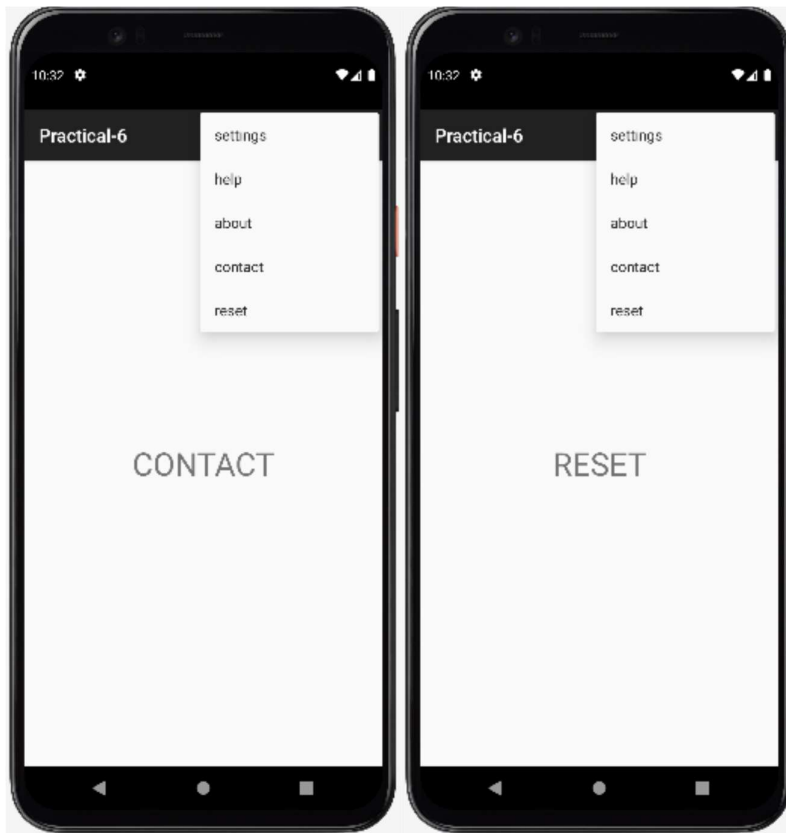 10:32
Practical-6
settings
help
about
contact
reset
CONTACT
10:32
Practical-6
settings
help
about
contact
reset
RESET